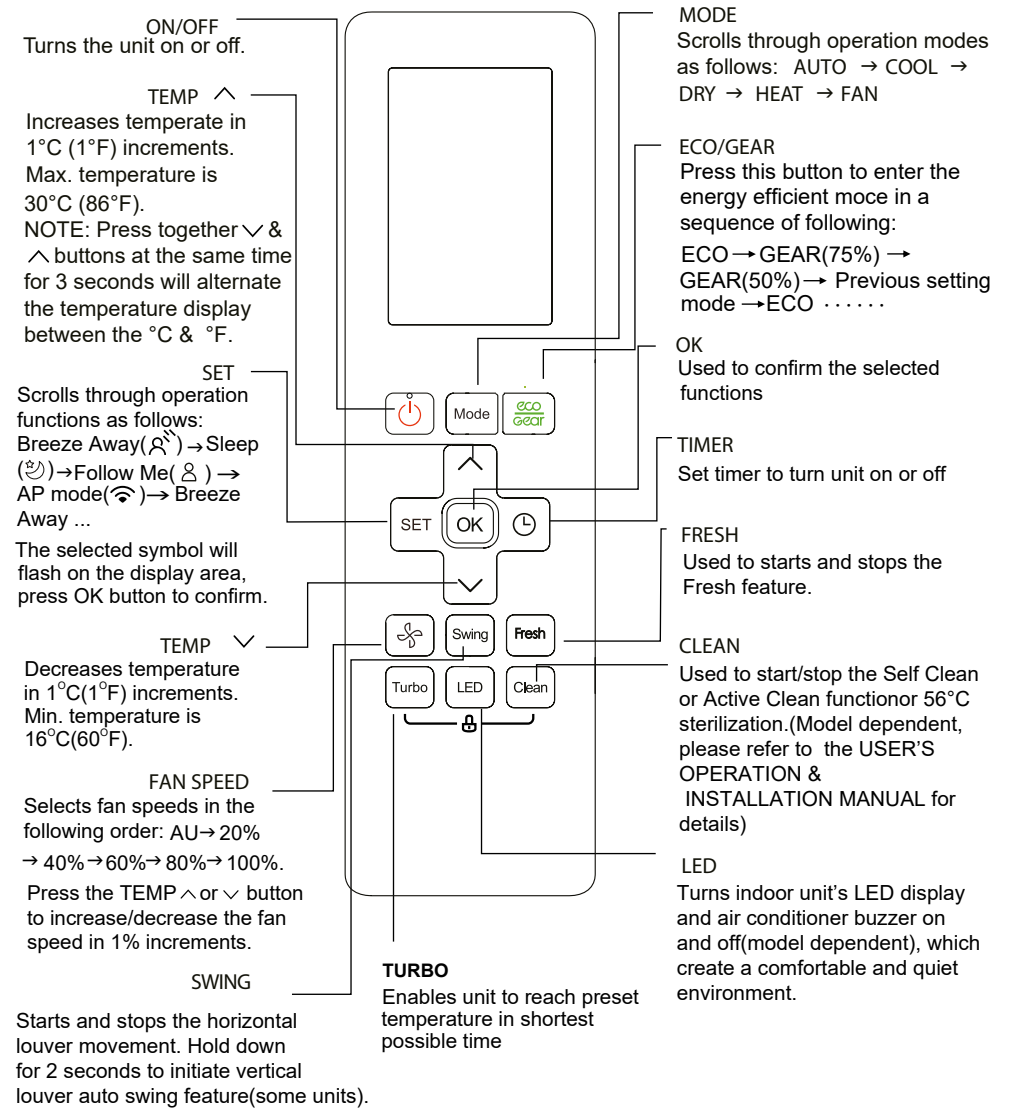 ON/OFF
Turns the unit on or off.
TEMP ︿
Increases temperate in
1°C (1°F) increments.
Max. temperature is
30°C (86°F).
NOTE: Press together ﹀ &
︿ buttons at the same time
for 3 seconds will alternate
the temperature display
between the °C & °F.
SET
Scrolls through operation
functions as follows:
Breeze Away( ) → Sleep
( ) → Follow Me( ) →
AP mode( ) → Breeze
Away ...
The selected symbol will
flash on the display area,
press OK button to confirm.
TEMP ﹀
Decreases temperature
in 1°C(1°F) increments.
Min. temperature is
16°C(60°F).
FAN SPEED
Selects fan speeds in the
following order: AU→ 20%
→ 40%→60%→ 80%→ 100%.
Press the TEMP ︿ or ﹀ button
to increase/decrease the fan
speed in 1% increments.
SWING
Starts and stops the horizontal
louver movement. Hold down
for 2 seconds to initiate vertical
louver auto swing feature(some units).
Mode
eco
Gear
SET
OK
Swing
Fresh
Turbo
LED
Clean
TURBO
Enables unit to reach preset
temperature in shortest
possible time
MODE
Scrolls through operation modes
as follows: AUTO → COOL →
DRY → HEAT → FAN
ECO/GEAR
Press this button to enter the
energy efficient moce in a
sequence of following:
ECO → GEAR(75%) →
GEAR(50%) → Previous setting
mode → ECO ······
OK
Used to confirm the selected
functions
TIMER
Set timer to turn unit on or off
FRESH
Used to starts and stops the
Fresh feature.
CLEAN
Used to start/stop the Self Clean
or Active Clean functionor 56°C
sterilization.(Model dependent,
please refer to the USER'S
OPERATION &
INSTALLATION MANUAL for
details)
LED
Turns indoor unit's LED display
and air conditioner buzzer on
and off(model dependent), which
create a comfortable and quiet
environment.